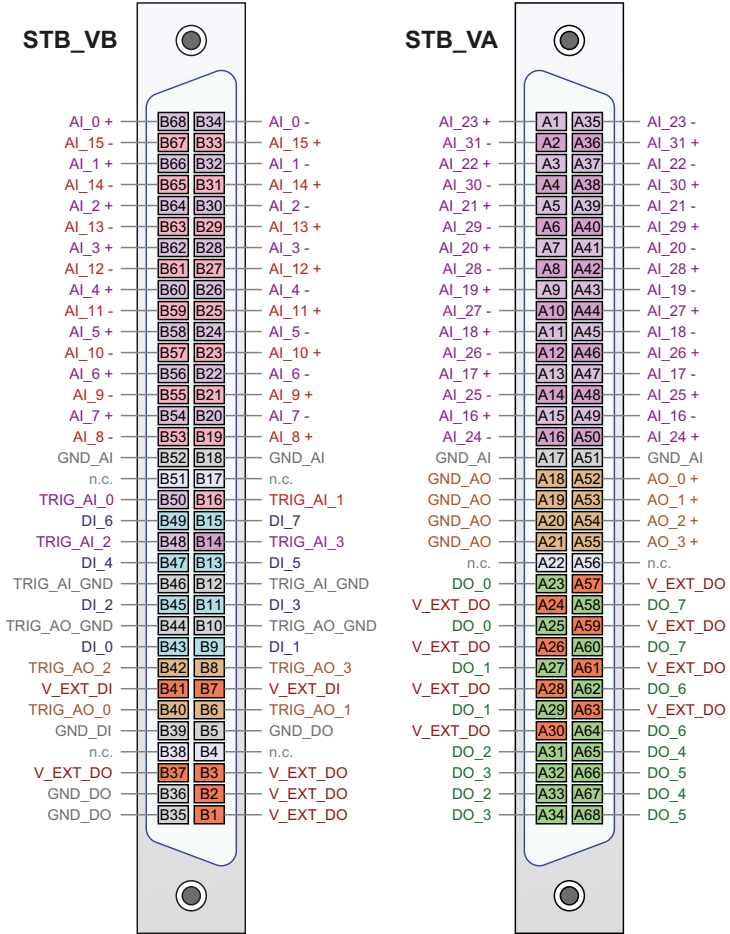 STB_VB STB_VA
AI_0 + B68 B34 AI_0 - AI_23 + A1 A35 AI_23 -
AI_15 - B67 B33 AI_15 + AI_31 - A2 A36 AI_31 +
AI_1 + B66 B32 AI_1 - AI_22 + A3 A37 AI_22 -
AI_14 - B65 B31 AI_14 + AI_30 - A4 A38 AI_30 +
AI_2 + B64 B30 AI_2 - AI_21 + A5 A39 AI_21 -
AI_13 - B63 B29 AI_13 + AI_29 - A6 A40 AI_29 +
AI_3 + B62 B28 AI_3 - AI_20 + A7 A41 AI_20 -
AI_12 - B61 B27 AI_12 + AI_28 - A8 A42 AI_28 +
AI_4 + B60 B26 AI_4 - AI_19 + A9 A43 AI_19 -
AI_11 - B59 B25 AI_11 + AI_27 - A10 A44 AI_27 +
AI_5 + B58 B24 AI_5 - AI_18 + A11 A45 AI_18 -
AI_10 - B57 B23 AI_10 + AI_26 - A12 A46 AI_26 +
AI_6 + B56 B22 AI_6 - AI_17 + A13 A47 AI_17 -
AI_9 - B55 B21 AI_9 + AI_25 - A14 A48 AI_25 +
AI_7 + B54 B20 AI_7 - AI_16 + A15 A49 AI_16 -
AI_8 - B53 B19 AI_8 + AI_24 - A16 A50 AI_24 +
GND_AI B52 B18 GND_AI GND_AI A17 A51 GND_AI
n.c. B51 B17 n.c. GND_AO A18 A52 AO_0 +
TRIG_AI_0 B50 B16 TRIG_AI_1 GND_AO A19 A53 AO_1 +
DI_6 B49 B15 DI_7 GND_AO A20 A54 AO_2 +
TRIG_AI_2 B48 B14 TRIG_AI_3 GND_AO A21 A55 AO_3 +
DI_4 B47 B13 DI_5 n.c. A22 A56 n.c.
TRIG_AI_GND B46 B12 TRIG_AI_GND DO_0 A23 A57 V_EXT_DO
DI_2 B45 B11 DI_3 V_EXT_DO A24 A58 DO_7
TRIG_AO_GND B44 B10 TRIG_AO_GND DO_0 A25 A59 V_EXT_DO
DI_0 B43 B9 DI_1 V_EXT_DO A26 A60 DO_7
TRIG_AO_2 B42 B8 TRIG_AO_3 DO_1 A27 A61 V_EXT_DO
V_EXT_DI B41 B7 V_EXT_DI V_EXT_DO A28 A62 DO_6
TRIG_AO_0 B40 B6 TRIG_AO_1 DO_1 A29 A63 V_EXT_DO
GND_DI B39 B5 GND_DO V_EXT_DO A30 A64 DO_6
n.c. B38 B4 n.c. DO_2 A31 A65 DO_4
V_EXT_DO B37 B3 V_EXT_DO DO_3 A32 A66 DO_5
GND_DO B36 B2 V_EXT_DO DO_2 A33 A67 DO_4
GND_DO B35 B1 V_EXT_DO DO_3 A34 A68 DO_5